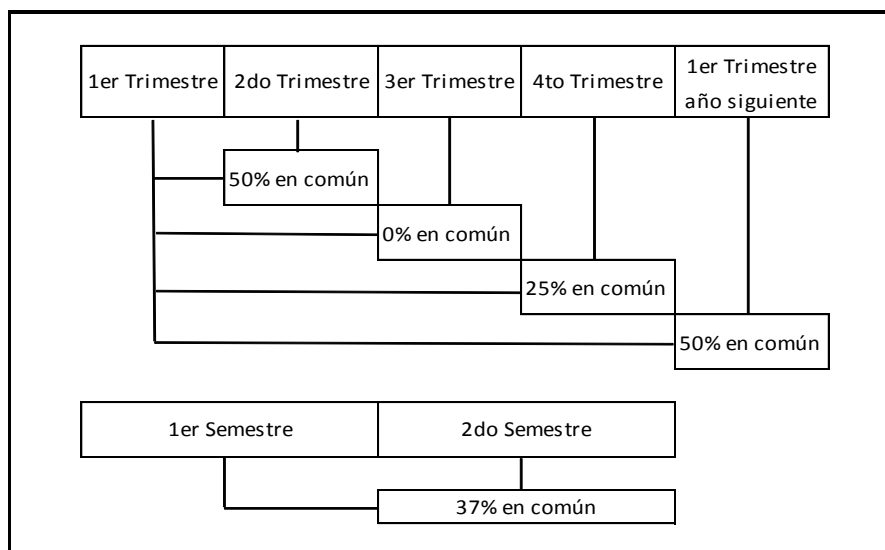 1er Trimestre
2do Trimestre
3er Trimestre
4to Trimestre
1er Trimestre
año siguiente
50% en común
0% en común
25% en común
50% en común
1er Semestre
2do Semestre
37% en común